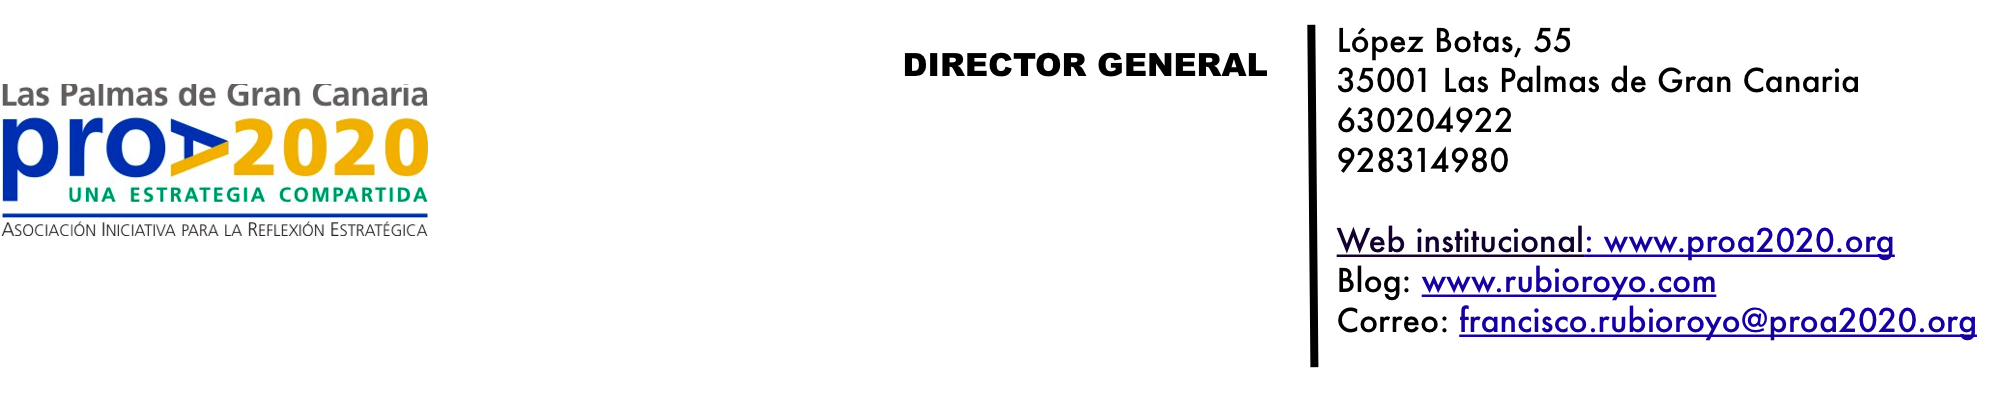 Las Palmas de Gran Canaria
proA2020
UNA ESTRATEGIA COMPARTIDA
ASOCIACIÓN INICIATIVA PARA LA REFLEXIÓN ESTRATÉGICA
DIRECTOR GENERAL
López Botas, 55
35001 Las Palmas de Gran Canaria
630204922
928314980
Web institucional: www.proa2020.org
Blog: www.rubioroyo.com
Correo: francisco.rubioroyo@proa2020.org